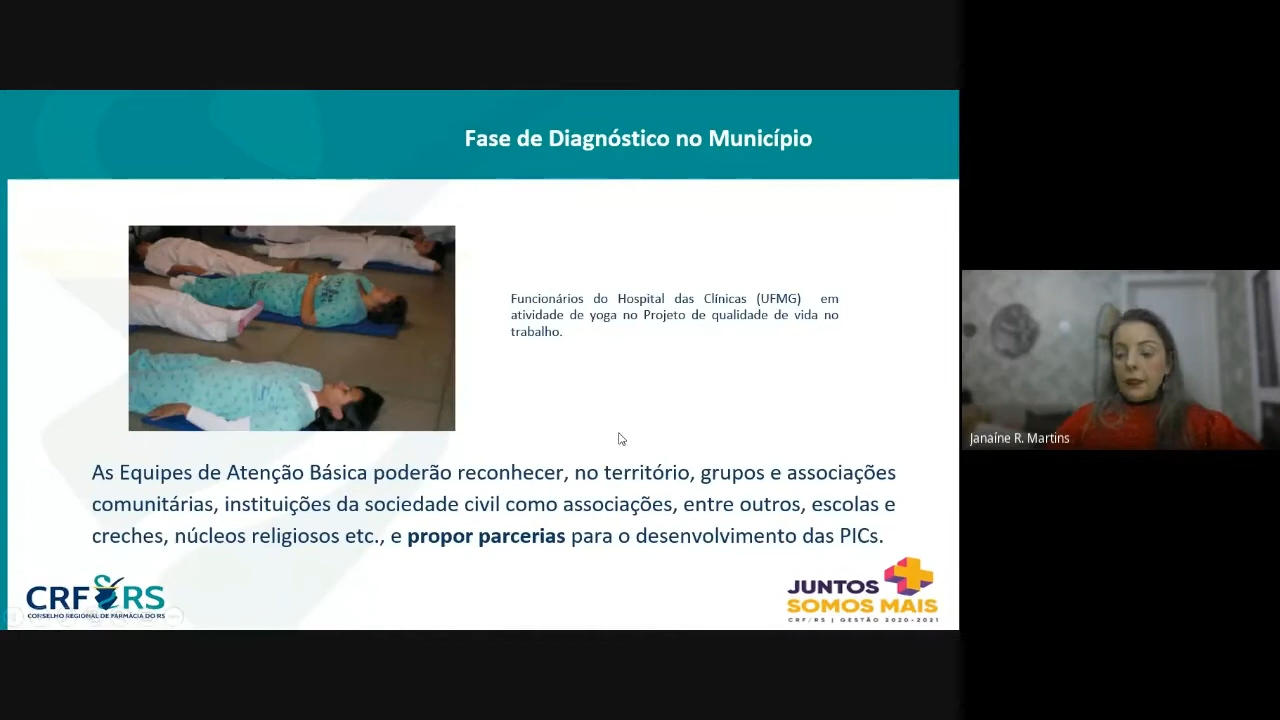 Fase de Diagnóstico no Município
Funcionários do Hospital das Clínicas (UFMG) em
atividade de yoga no Projeto de qualidade de vida no
trabalho.
As Equipes de Atenção Básica poderão reconhecer, no território, grupos e associações
comunitárias, instituições da sociedade civil como associações, entre outros, escolas e
creches, núcleos religiosos etc., e propor parcerias para o desenvolvimento das PICs.
CRF RS
CONSELHO REGIONAL DE FARMÁCIA DO RS
JUNTOS
SOMOS MAIS
CRF/RS | GESTÃO 2020-2021
Janaíne R. Martins